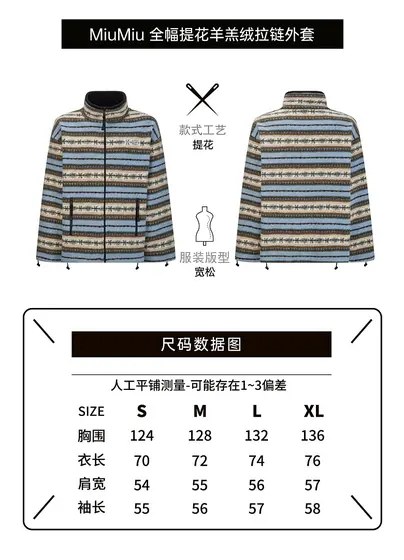 MiuMiu 全幅提花羊羔绒拉链外套
款式工艺
提花
服装版型
宽松
尺码数据图
人工平铺测量-可能存在1~3偏差
SIZE S M L XL
胸围 124 128 132 136
衣长 70 72 74 76
肩宽 54 55 56 57
袖长 55 56 57 58